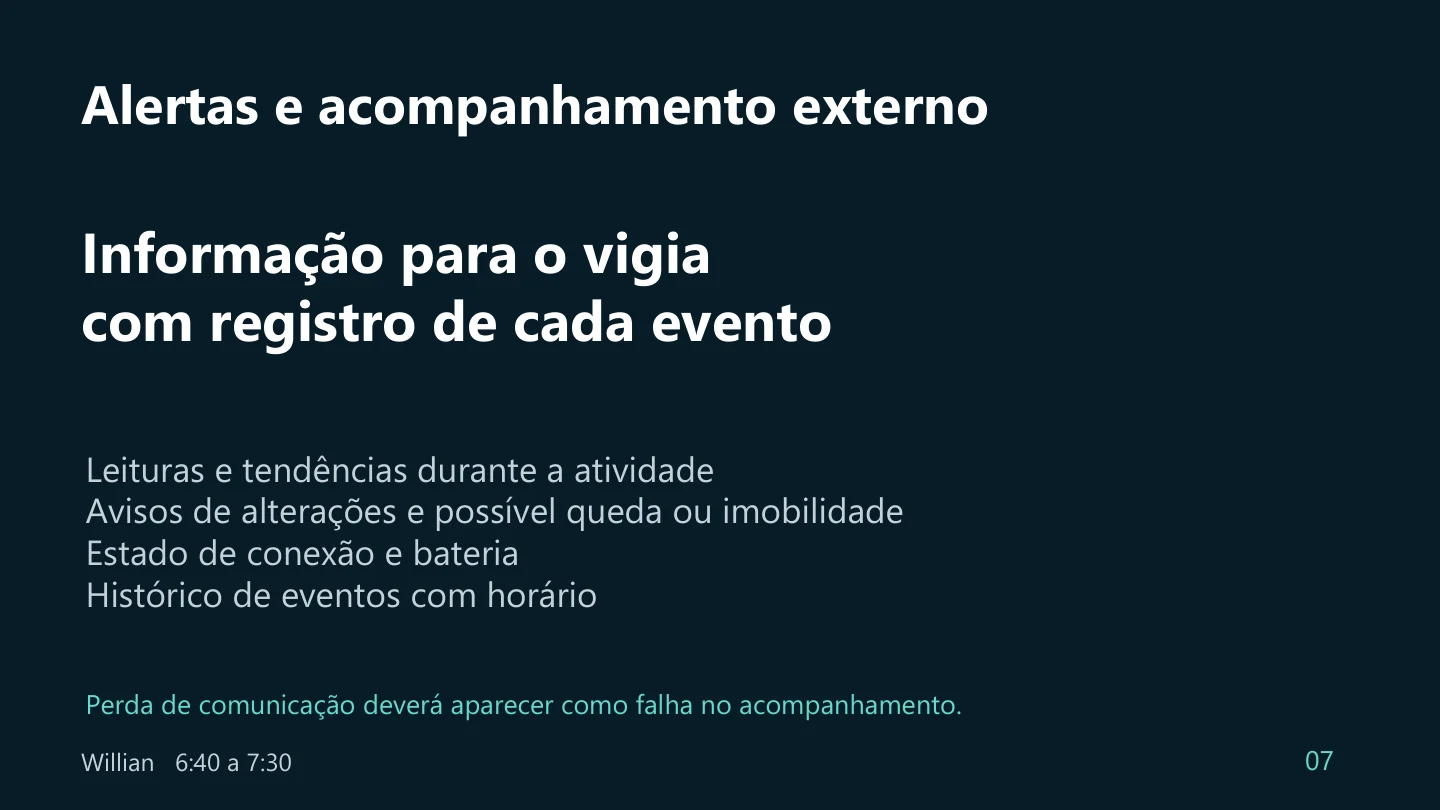 Alertas e acompanhamento externo
Informação para o vigia
com registro de cada evento
Leituras e tendências durante a atividade
Avisos de alterações e possível queda ou imobilidade
Estado de conexão e bateria
Histórico de eventos com horário
Perda de comunicação deverá aparecer como falha no acompanhamento.
Willian 6:40 a 7:30
07